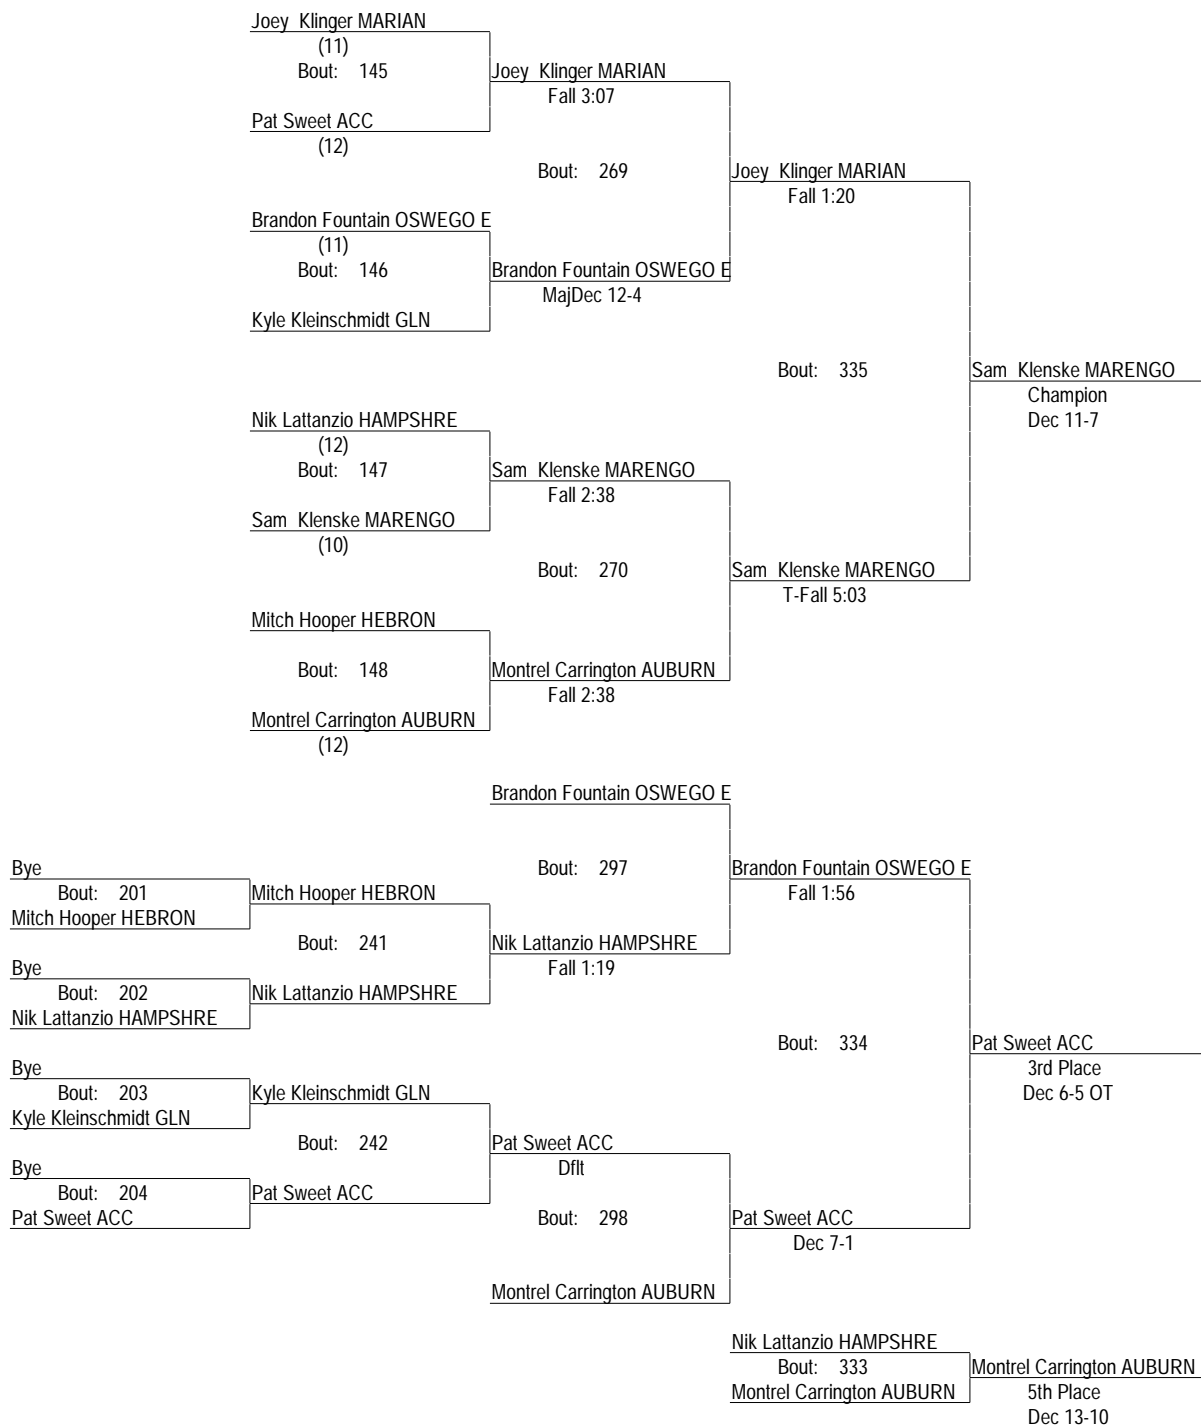 Joey  Klinger MARIAN
(11)
Bout: 145
Joey  Klinger MARIAN
Fall 3:07
Pat Sweet ACC
(12)
Bout: 269
Joey  Klinger MARIAN
Fall 1:20
Brandon Fountain OSWEGO E
(11)
Bout: 146
Brandon Fountain OSWEGO E
MajDec 12-4
Kyle Kleinschmidt GLN
Bout: 335
Sam  Klenske MARENGO
Champion
Dec 11-7
Nik Lattanzio HAMPSHRE
(12)
Bout: 147
Sam  Klenske MARENGO
Fall 2:38
Sam  Klenske MARENGO
(10)
Bout: 270
Sam  Klenske MARENGO
T-Fall 5:03
Mitch Hooper HEBRON
Bout: 148
Montrel Carrington AUBURN
Fall 2:38
Montrel Carrington AUBURN
(12)
Brandon Fountain OSWEGO E
Bye
Bout: 297
Brandon Fountain OSWEGO E
Fall 1:56
Bout: 201
Mitch Hooper HEBRON
Mitch Hooper HEBRON
Bout: 241
Nik Lattanzio HAMPSHRE
Fall 1:19
Bye
Bout: 202
Nik Lattanzio HAMPSHRE
Nik Lattanzio HAMPSHRE
Bout: 334
Pat Sweet ACC
3rd Place
Dec 6-5 OT
Bye
Bout: 203
Kyle Kleinschmidt GLN
Kyle Kleinschmidt GLN
Bout: 242
Pat Sweet ACC
Dflt
Bye
Bout: 204
Pat Sweet ACC
Pat Sweet ACC
Bout: 298
Pat Sweet ACC
Dec 7-1
Montrel Carrington AUBURN
Nik Lattanzio HAMPSHRE
Bout: 333
Montrel Carrington AUBURN
Montrel Carrington AUBURN
5th Place
Dec 13-10